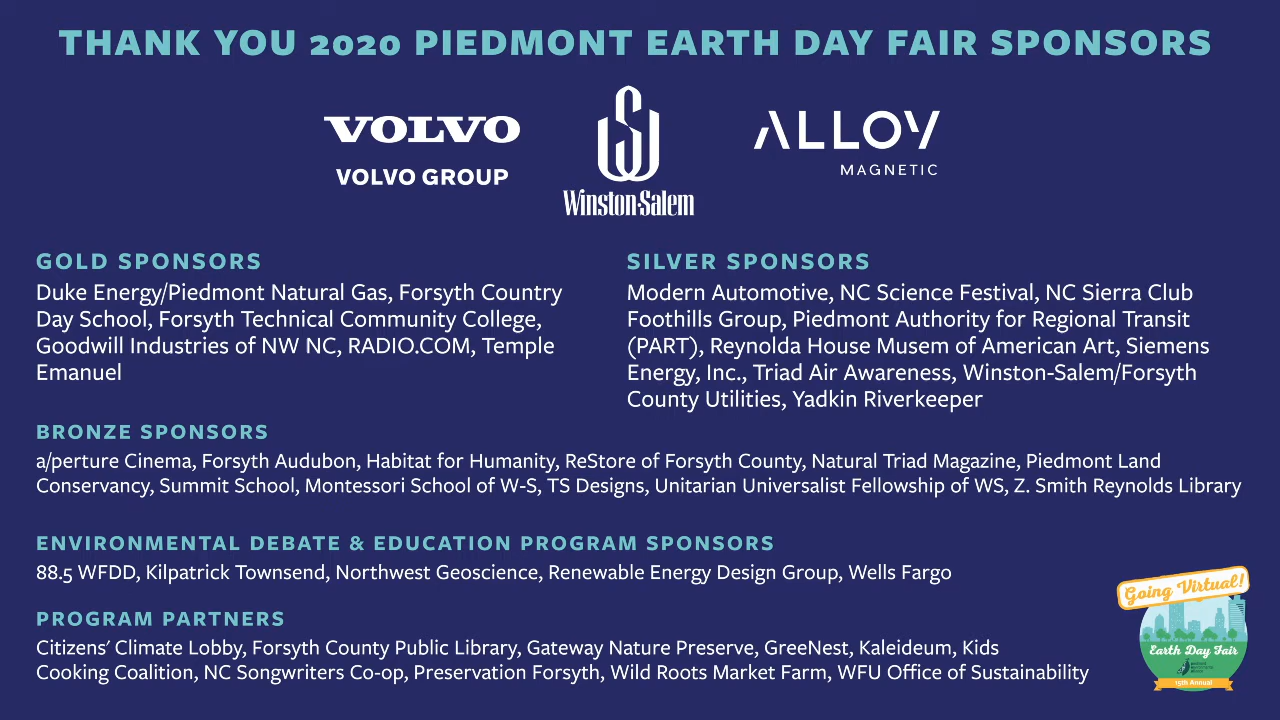 THANK YOU 2020 PIEDMONT EARTH DAY FAIR SPONSORS
VOLVO
VOLVO GROUP
Winston-Salem
ALLOY
MAGNETIC
GOLD SPONSORS
Duke Energy/Piedmont Natural Gas, Forsyth Country
Day School, Forsyth Technical Community College,
Goodwill Industries of NW NC, RADIO.COM, Temple
Emanuel
SILVER SPONSORS
Modern Automotive, NC Science Festival, NC Sierra Club
Foothills Group, Piedmont Authority for Regional Transit
(PART), Reynolda House Musem of American Art, Siemens
Energy, Inc., Triad Air Awareness, Winston-Salem/Forsyth
County Utilities, Yadkin Riverkeeper
BRONZE SPONSORS
a/perture Cinema, Forsyth Audubon, Habitat for Humanity, ReStore of Forsyth County, Natural Triad Magazine, Piedmont Land
Conservancy, Summit School, Montessori School of W-S, TS Designs, Unitarian Universalist Fellowship of WS, Z. Smith Reynolds Library
ENVIRONMENTAL DEBATE & EDUCATION PROGRAM SPONSORS
88.5 WFDD, Kilpatrick Townsend, Northwest Geoscience, Renewable Energy Design Group, Wells Fargo
PROGRAM PARTNERS
Citizens' Climate Lobby, Forsyth County Public Library, Gateway Nature Preserve, GreeNest, Kaleideum, Kids
Cooking Coalition, NC Songwriters Co-op, Preservation Forsyth, Wild Roots Market Farm, WFU Office of Sustainability
Going Virtual!
Earth Day Fair
15th Annual